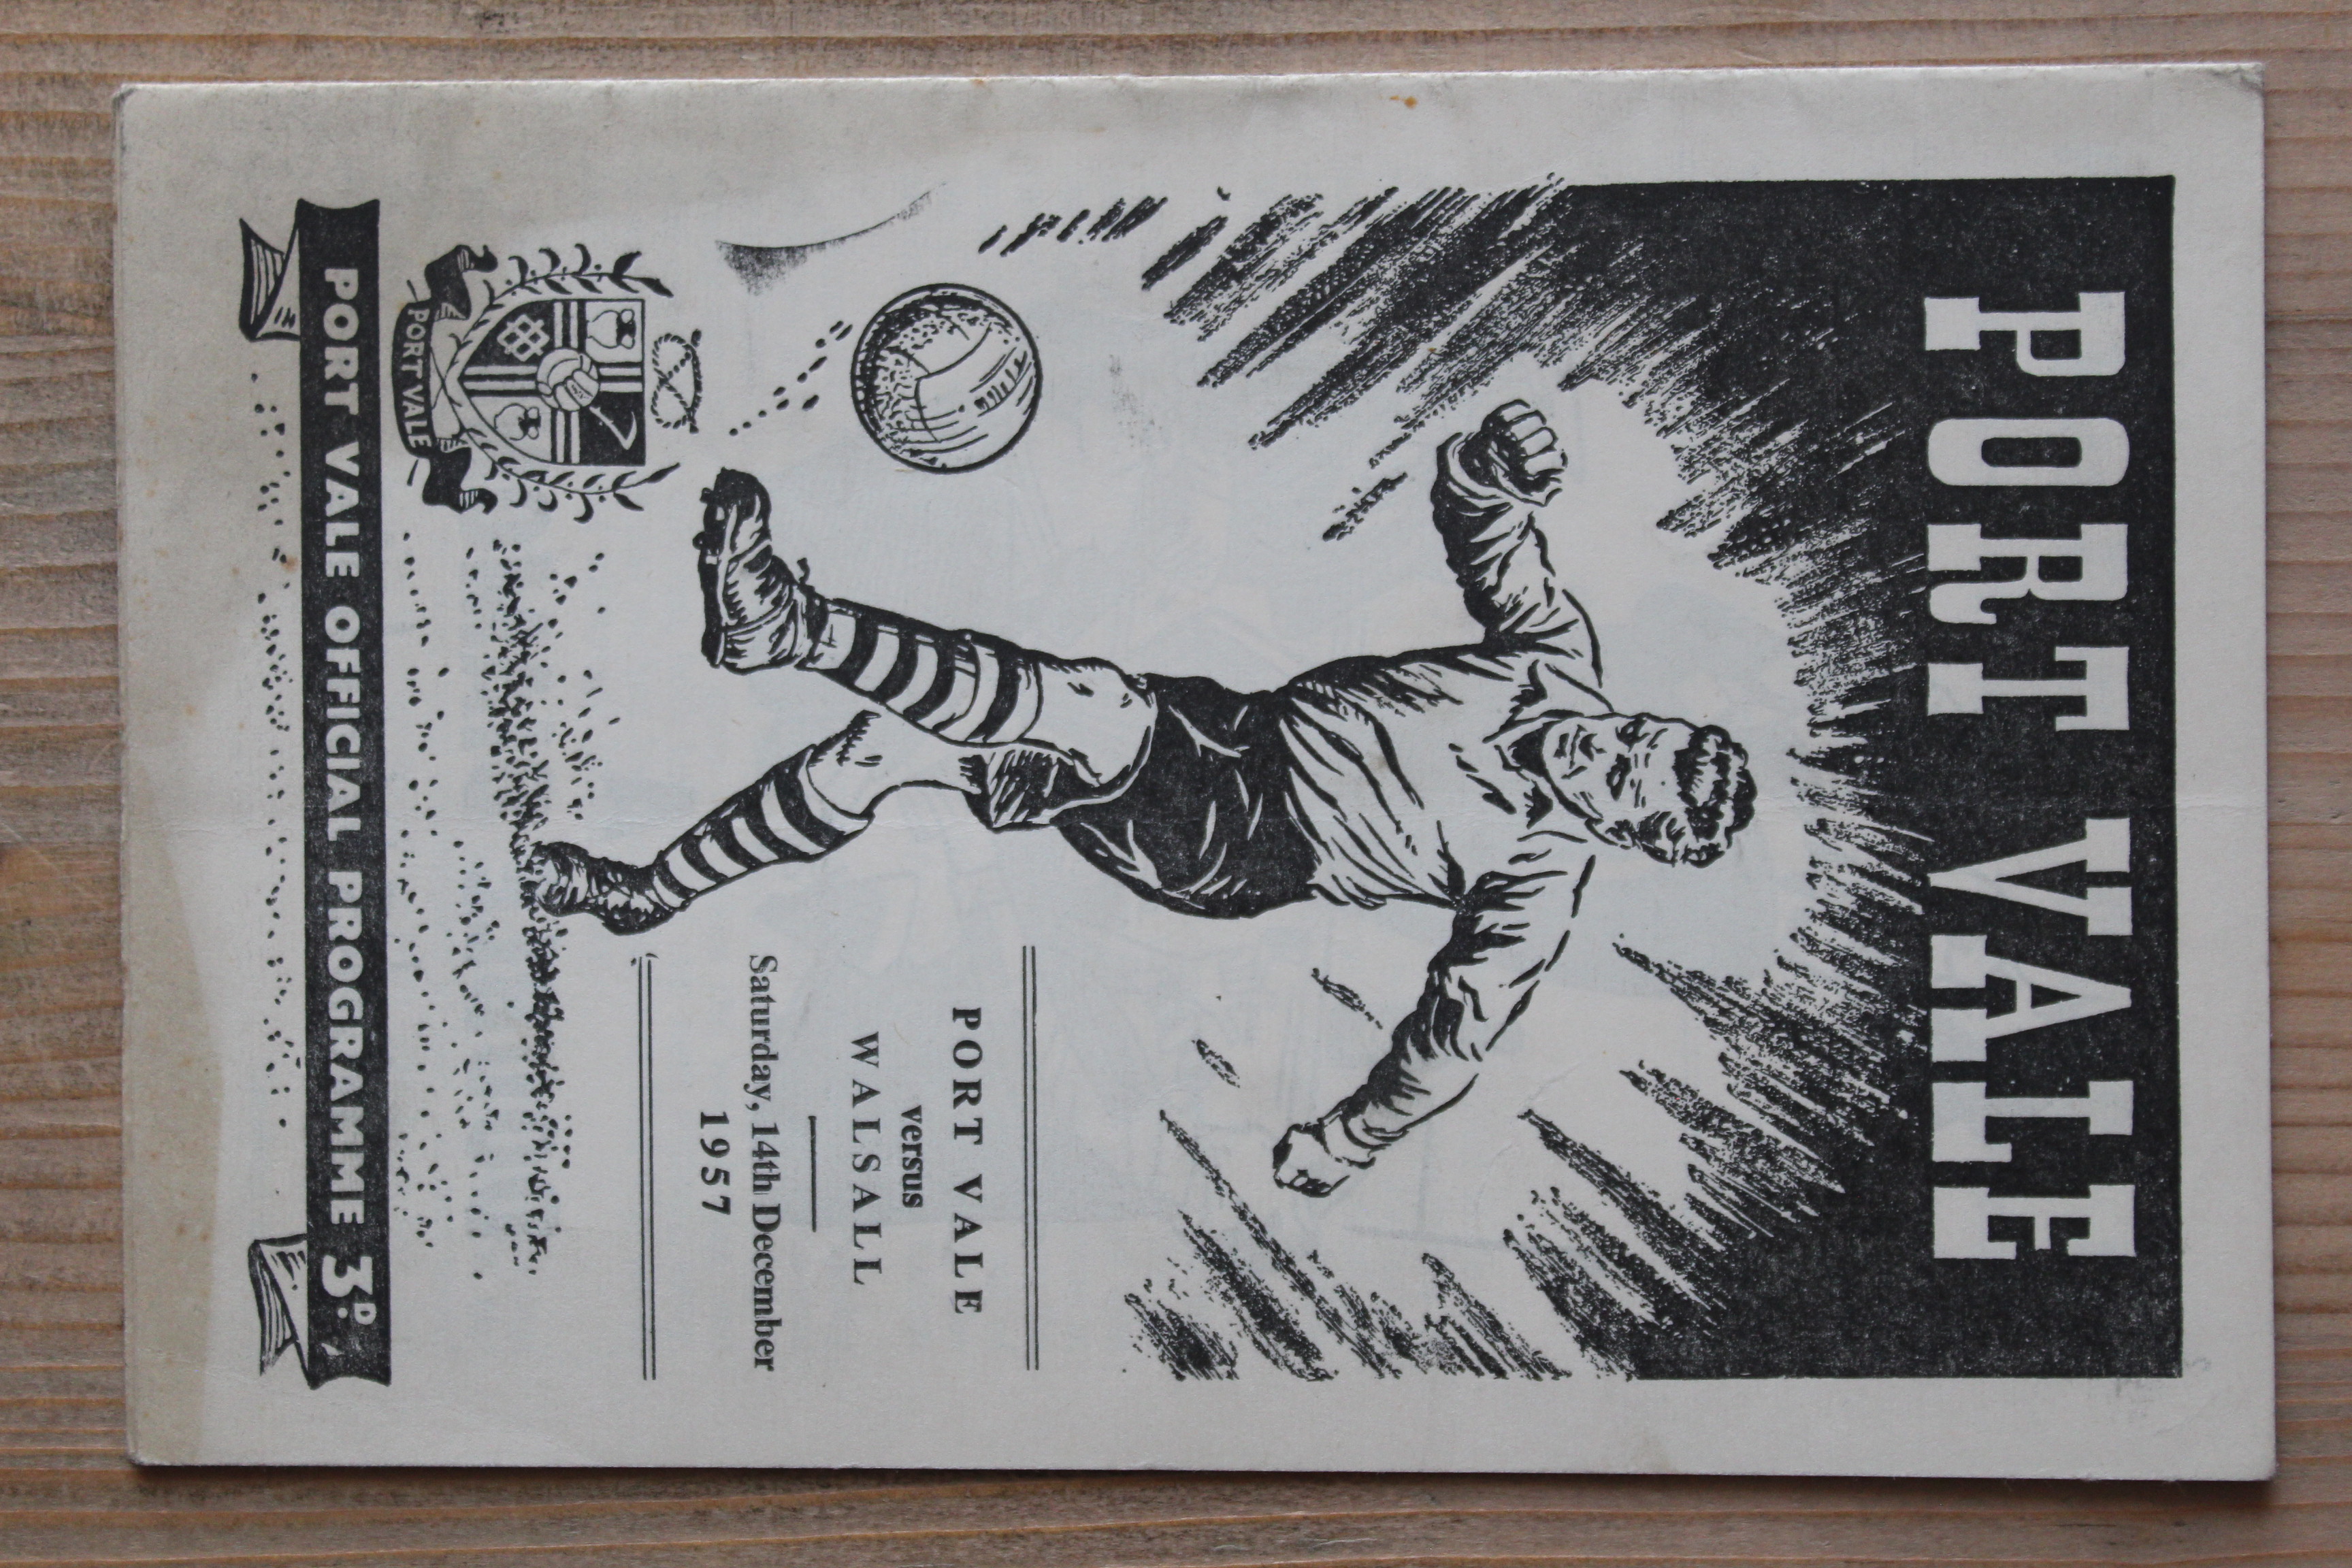 PORT VALE
PORT VALE
versus
WALSALL
Saturday, 14th December
1957
PORT VALE
PORT VALE OFFICIAL PROGRAMME 3D.